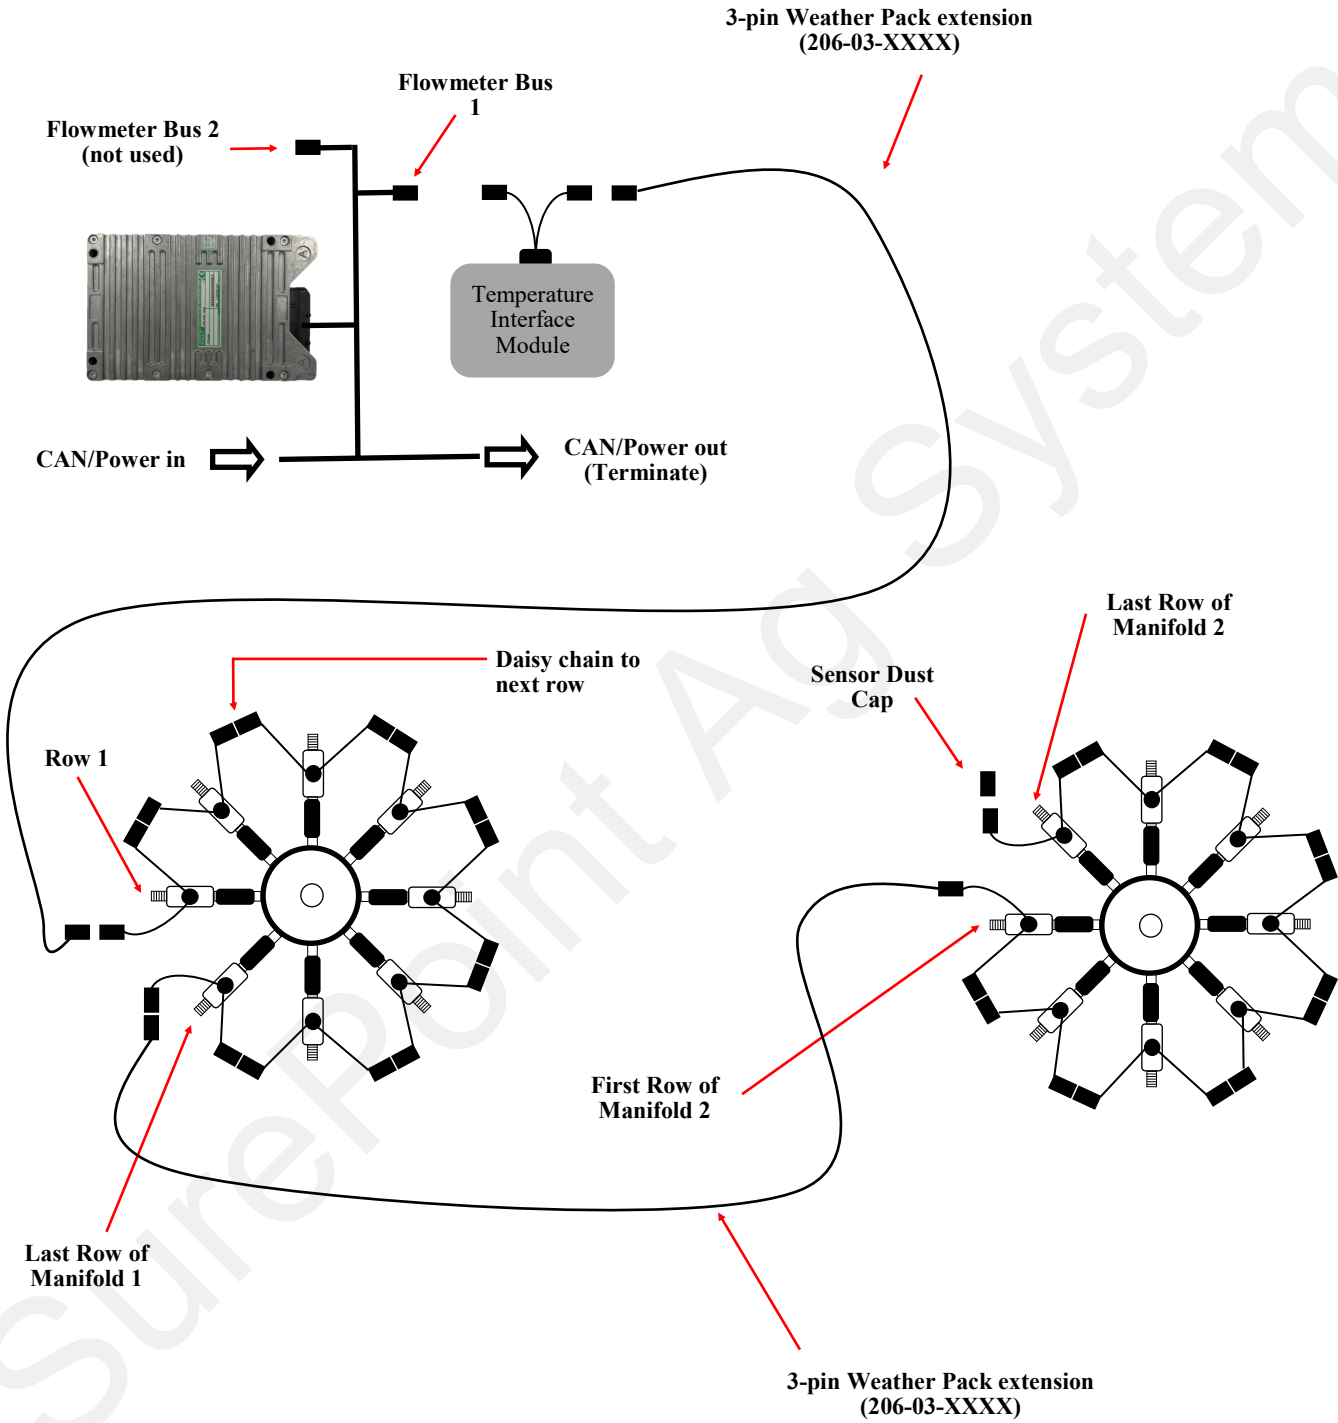 3-pin Weather Pack extension
(206-03-XXXX)
Flowmeter Bus
1
Flowmeter Bus 2
(not used)
Temperature
Interface
Module
CAN/Power in
CAN/Power out
(Terminate)
Last Row of
Manifold 2
Daisy chain to
next row
Sensor Dust
Cap
Row 1
First Row of
Manifold 2
Last Row of
Manifold 1
3-pin Weather Pack extension
(206-03-XXXX)
SurePoint Ag System